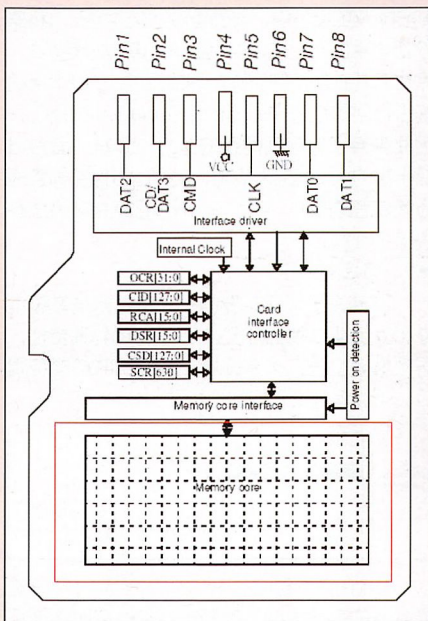 Pin1 Pin2 Pin3 Pin4 Pin5 Pin6 Pin7 Pin8
VCC GND
DAT2 CD/DAT3 CMD CLK DAT0 DAT1
Interface driver
Internal Clock
OCR[31:0]
CID[127:0]
RCA[15:0]
DSR[15:0]
CSD[127:0]
SCR[630]
Card
interface
controller
Power on detection
Memory core interface
Memory core